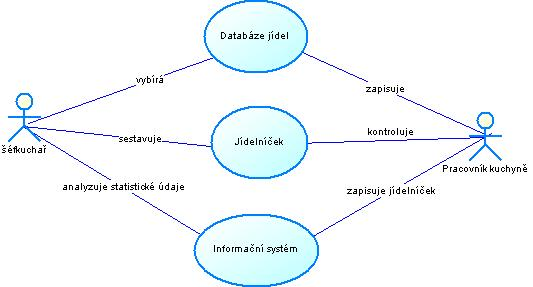 Databáze jídel
vybírá
zapisuje
šéfkuchař
sestavuje
Jídelníček
kontroluje
Pracovník kuchyně
analyzuje statistické údaje
zapisuje jídelníček
Informační systém